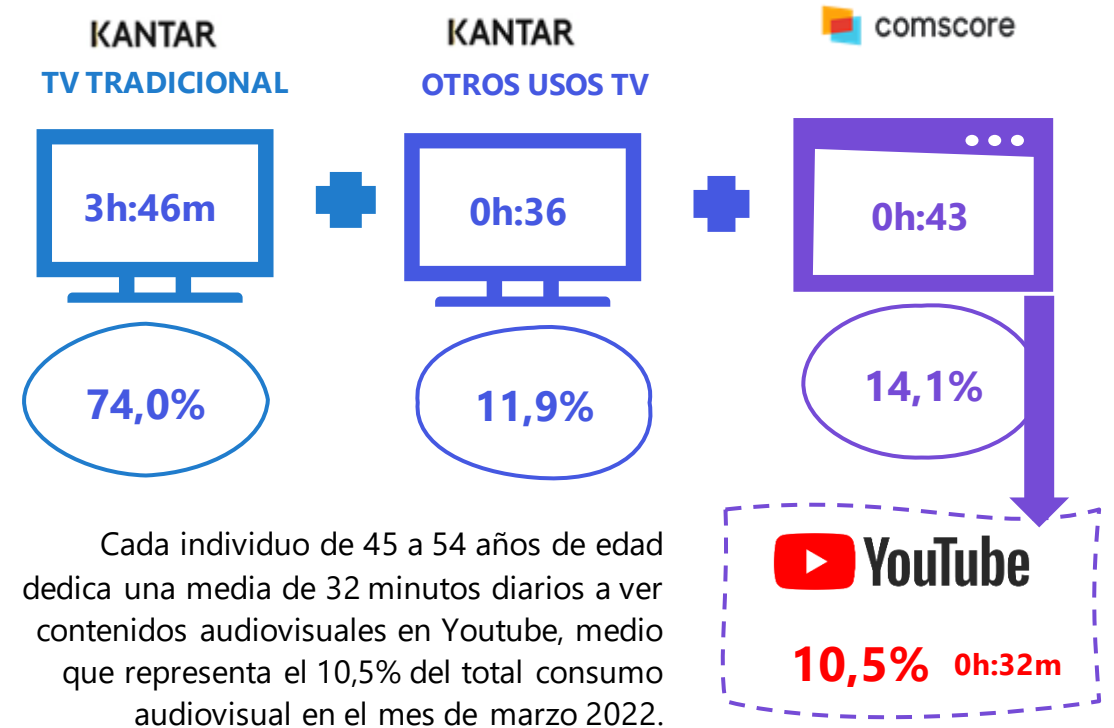 KANTAR
TV TRADICIONAL
3h:46m
74,0%
KANTAR
OTROS USOS TV
0h:36
11,9%
comscore
0h:43
14,1%
Cada individuo de 45 a 54 años de edad
dedica una media de 32 minutos diarios a ver
contenidos audiovisuales en Youtube, medio
que representa el 10,5% del total consumo
audiovisual en el mes de marzo 2022.
YouTube
10,5% 0h:32m